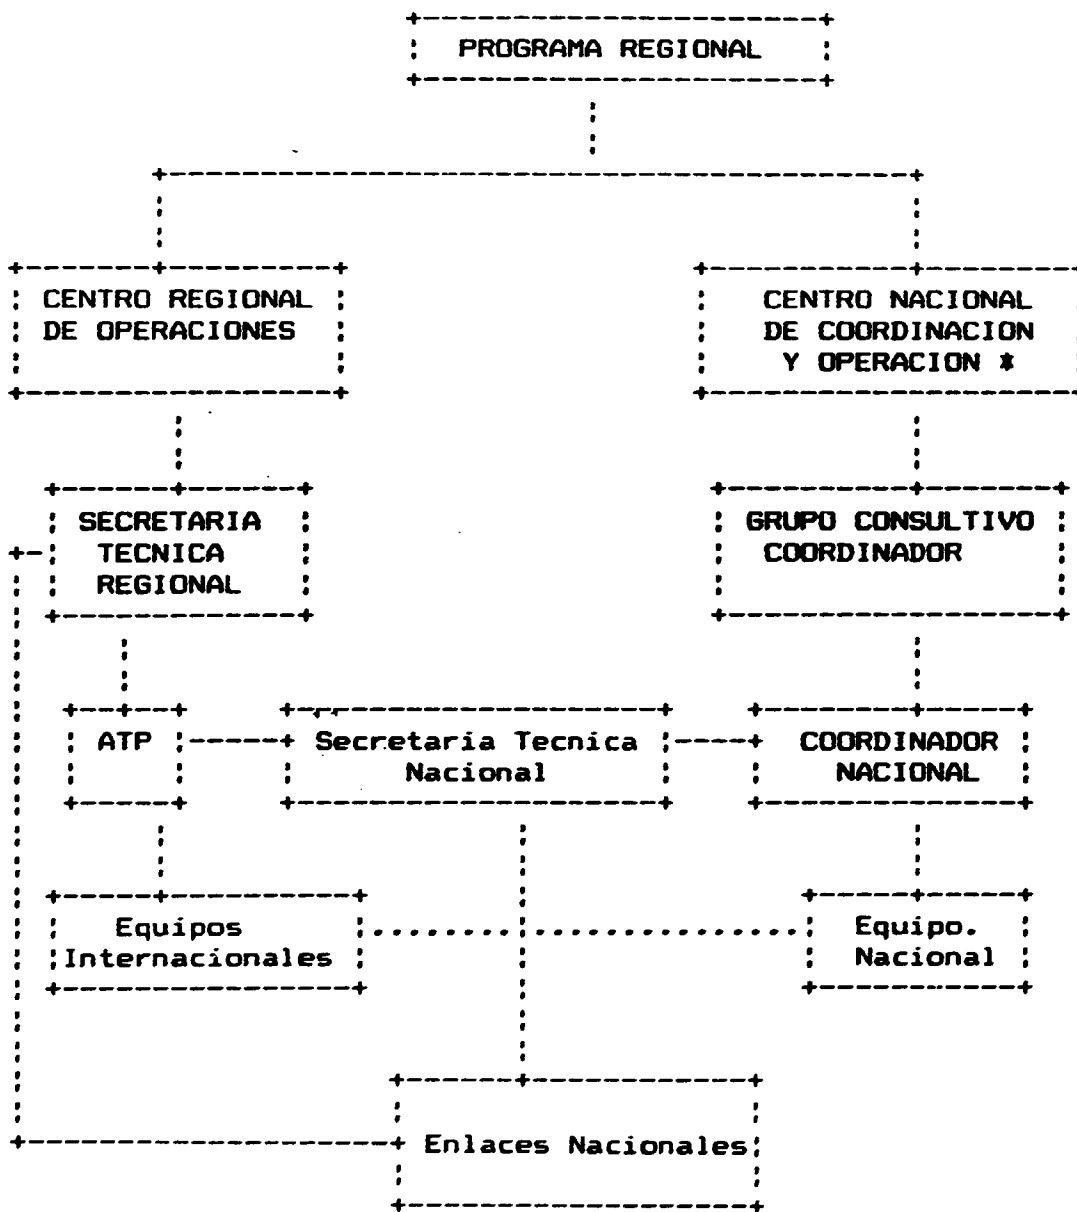 PROGRAMA REGIONAL
CENTRO REGIONAL
DE OPERACIONES
CENTRO NACIONAL
DE COORDINACION
Y OPERACION *
SECRETARIA
TECNICA
REGIONAL
GRUPO CONSULTIVO
COORDINADOR
ATP
Secretaria Tecnica
Nacional
COORDINADOR
NACIONAL
Equipos
Internacionales
Equipo.
Nacional
Enlaces Nacionales